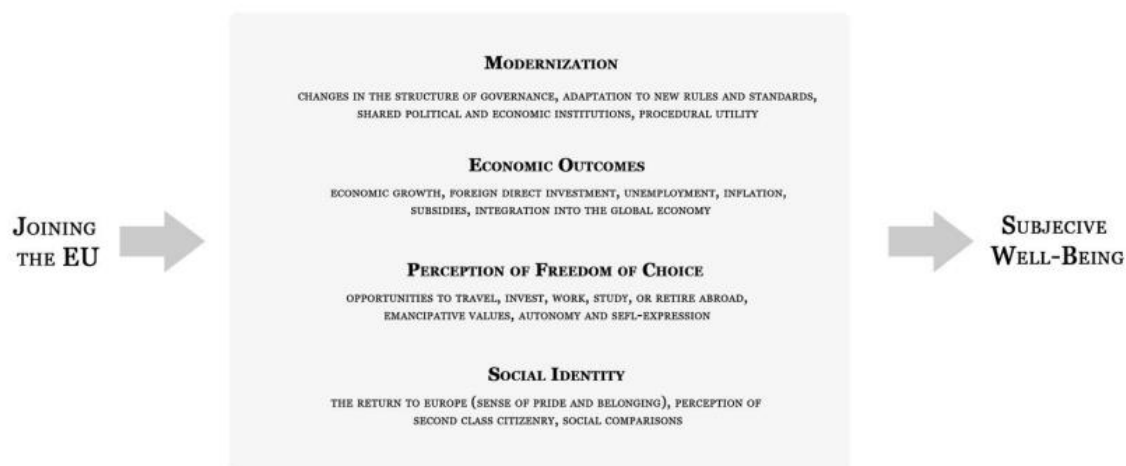 MODERNIZATION
CHANGES IN THE STRUCTURE OF GOVERNANCE, ADAPTATION TO NEW RULES AND STANDARDS,
SHARED POLITICAL AND ECONOMIC INSTITUTIONS, PROCEDURAL UTILITY
ECONOMIC OUTCOMES
ECONOMIC GROWTH, FOREIGN DIRECT INVESTMENT, UNEMPLOYMENT, INFLATION,
SUBSIDIES, INTEGRATION INTO THE GLOBAL ECONOMY
JOINING
THE EU
SUBJECIVE
WELL-BEING
PERCEPTION OF FREEDOM OF CHOICE
OPPORTUNITIES TO TRAVEL, INVEST, WORK, STUDY, OR RETIRE ABROAD,
EMANCIPATIVE VALUES, AUTONOMY AND SEFL-EXPRESSION
SOCIAL IDENTITY
THE RETURN TO EUROPE (SENSE OF PRIDE AND BELONGING), PERCEPTION OF
SECOND CLASS CITIZENRY, SOCIAL COMPARISONS